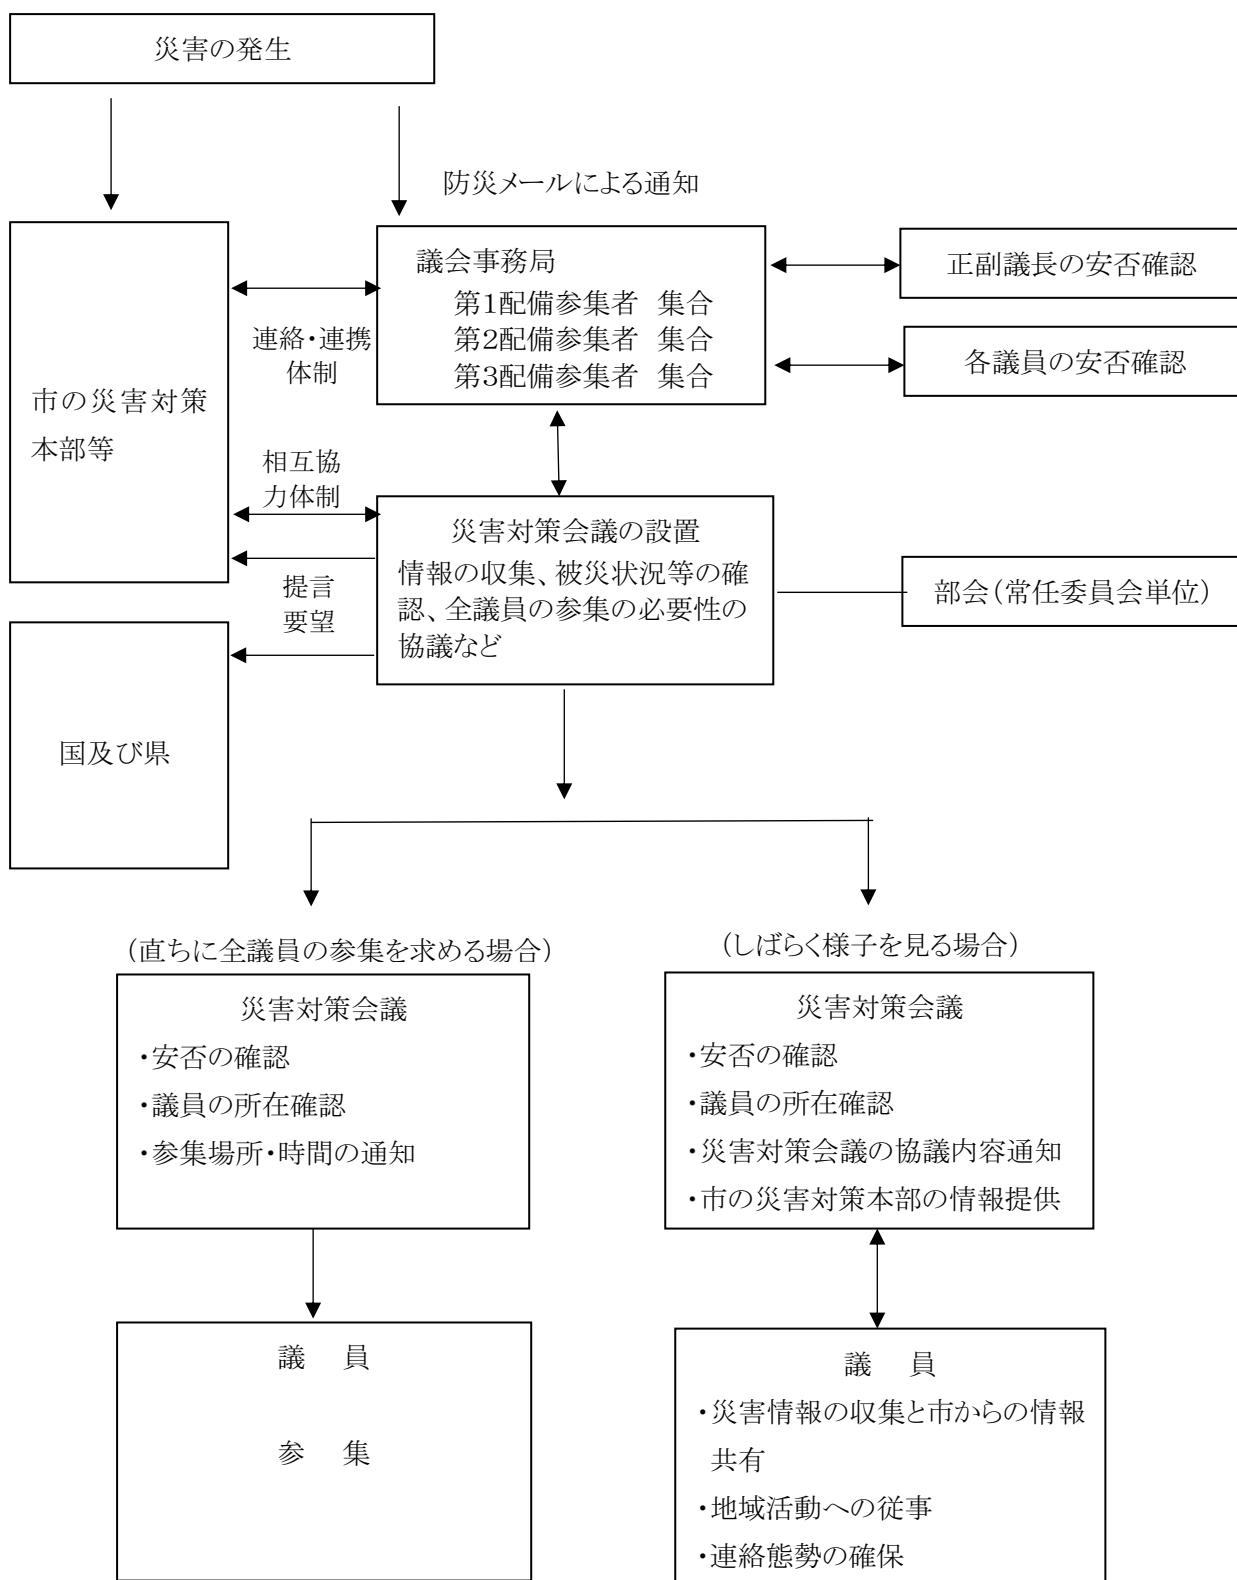 災害の発生
防災メールによる通知
議会事務局
第1配備参集者 集合
第2配備参集者 集合
第3配備参集者 集合
正副議長の安否確認
各議員の安否確認
連絡・連携
体制
市の災害対策
本部等
相互協
力体制
災害対策会議の設置
情報の収集、被災状況等の確
認、全議員の参集の必要性の
協議など
部会(常任委員会単位)
提言
要望
国及び県
(直ちに全議員の参集を求める場合)
災害対策会議
・安否の確認
・議員の所在確認
・参集場所・時間の通知
議 員
参 集
(しばらく様子を見る場合)
災害対策会議
・安否の確認
・議員の所在確認
・災害対策会議の協議内容通知
・市の災害対策本部の情報提供
議 員
・災害情報の収集と市からの情報
共有
・地域活動への従事
・連絡態勢の確保